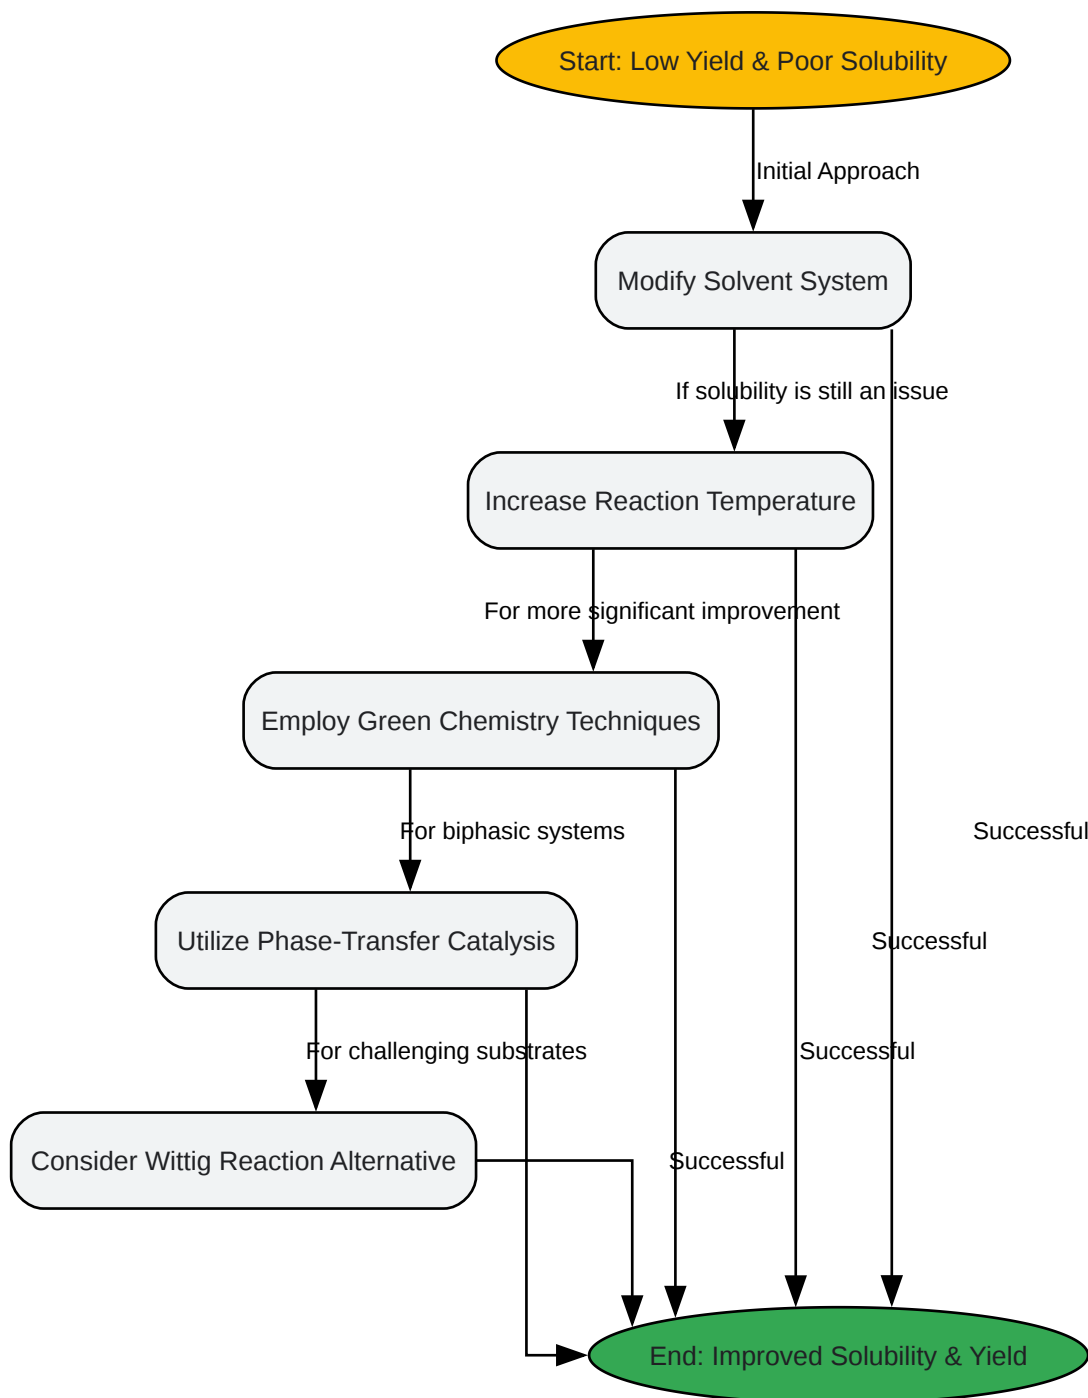 Start: Low Yield & Poor Solubility
Initial Approach
Modify Solvent System
If solubility is still an issue
Increase Reaction Temperature
For more significant improvement
Employ Green Chemistry Techniques
For biphasic systems
Successful
Utilize Phase-Transfer Catalysis
Successful
For challenging substrates
Successful
Consider Wittig Reaction Alternative
Successful
End: Improved Solubility & Yield